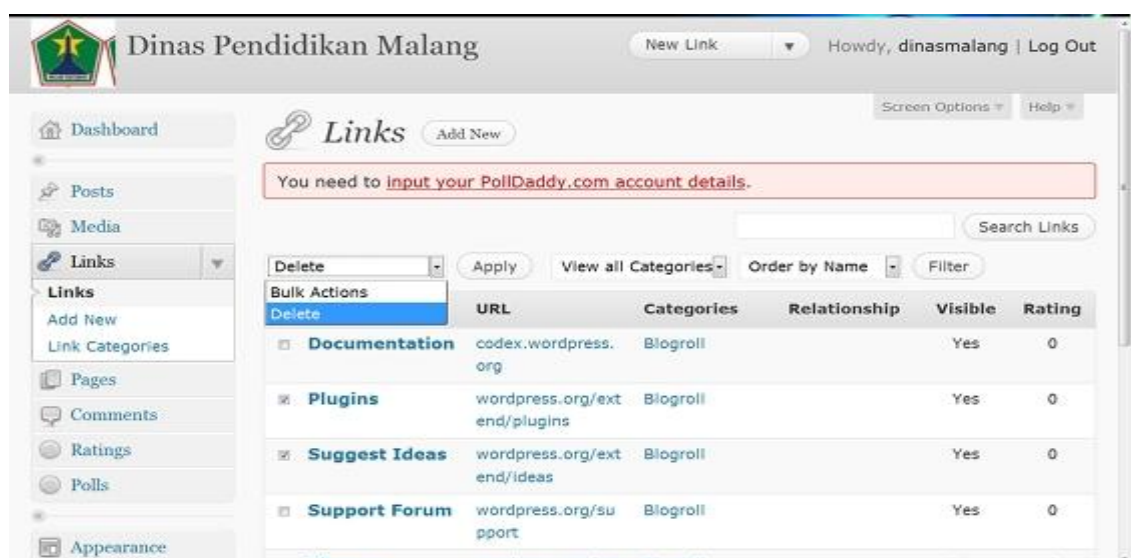 Dinas Pendidikan Malang
New Link
Howdy, dinasmalang | Log Out
Screen Options
Help
Dashboard
Links
Add New
You need to input your PollDaddy.com account details.
Posts
Media
Links
Links
Add New
Link Categories
Pages
Comments
Ratings
Polls
Appearance
Search Links
Delete
Apply
View all Categories
Order by Name
Filter
Bulk Actions
Delete
URL Categories Relationship Visible Rating
Documentation codex.wordpress. Blogroll Yes 0
org
Plugins wordpress.org/ext Blogroll Yes 0
end/plugins
Suggest Ideas wordpress.org/ext Blogroll Yes 0
end/ideas
Support Forum wordpress.org/su Blogroll Yes 0
pport